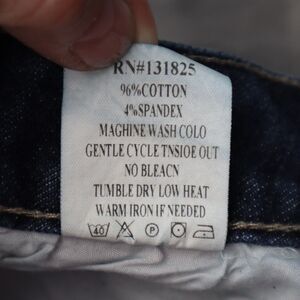 RN#131825
96%COTTON
4%SPANDEX
MAGHINE WASH COLO
GENTLE CYCLE TNSIOE OUT
NO BLEACN
TUMBLE DRY LOW HEAT
WARM IRON IF NEEDED
40 P